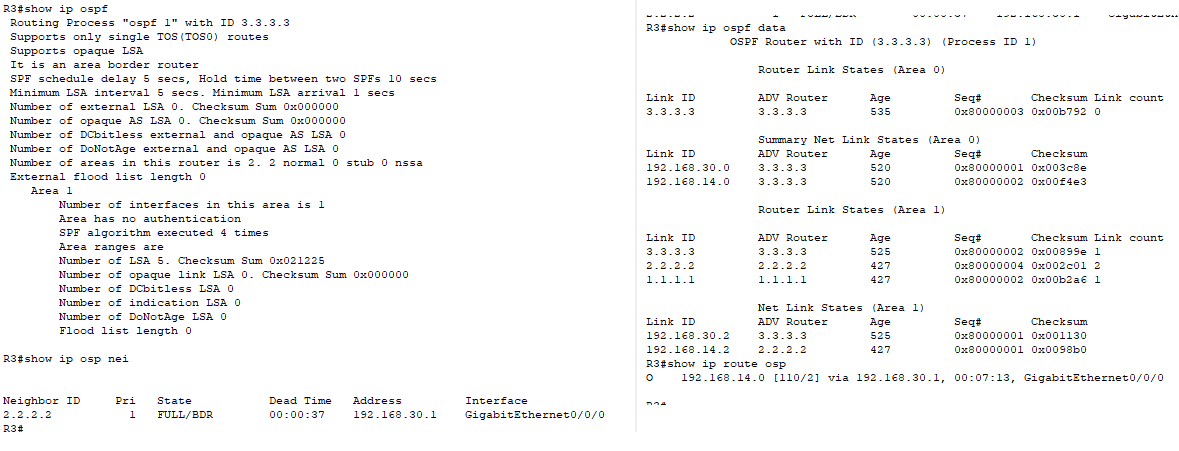 R3#show ip ospf
Routing Process "ospf 1" with ID 3.3.3.3
Supports only single TOS(TOS0) routes
Supports opaque LSA
It is an area border router
SPF schedule delay 5 secs, Hold time between two SPFs 10 secs
Minimum LSA interval 5 secs. Minimum LSA arrival 1 secs
Number of external LSA 0. Checksum Sum 0x000000
Number of opaque AS LSA 0. Checksum Sum 0x000000
Number of DCbitless external and opaque AS LSA 0
Number of DoNotAge external and opaque AS LSA 0
Number of areas in this router is 2. 2 normal 0 stub 0 nssa
External flood list length 0
Area 1
Number of interfaces in this area is 1
Area has no authentication
SPF algorithm executed 4 times
Area ranges are
Number of LSA 5. Checksum Sum 0x021225
Number of opaque link LSA 0. Checksum Sum 0x000000
Number of DCbitless LSA 0
Number of indication LSA 0
Number of DoNotAge LSA 0
Flood list length 0
R3#show ip osp nei
Neighbor ID Pri State Dead Time Address Interface
2.2.2.2 1 FULL/BDR 00:00:37 192.168.30.1 GigabitEthernet0/0/0
R3#
R3#show ip ospf data
OSPF Router with ID (3.3.3.3) (Process ID 1)
Router Link States (Area 0)
Link ID ADV Router Age Seq# Checksum Link count
3.3.3.3 3.3.3.3 535 0x80000003 0x00b792 0
Summary Net Link States (Area 0)
Link ID ADV Router Age Seq# Checksum
192.168.30.0 3.3.3.3 520 0x80000001 0x003c8e
192.168.14.0 3.3.3.3 520 0x80000002 0x00f4e3
Router Link States (Area 1)
Link ID ADV Router Age Seq# Checksum Link count
3.3.3.3 3.3.3.3 525 0x80000002 0x00899e 1
2.2.2.2 2.2.2.2 427 0x80000004 0x002c01 2
1.1.1.1 1.1.1.1 427 0x80000002 0x00b2a6 1
Net Link States (Area 1)
Link ID ADV Router Age Seq# Checksum
192.168.30.2 3.3.3.3 525 0x80000001 0x001130
192.168.14.2 2.2.2.2 427 0x80000001 0x0098b0
R3#show ip route osp
O 192.168.14.0 [110/2] via 192.168.30.1, 00:07:13, GigabitEthernet0/0/0